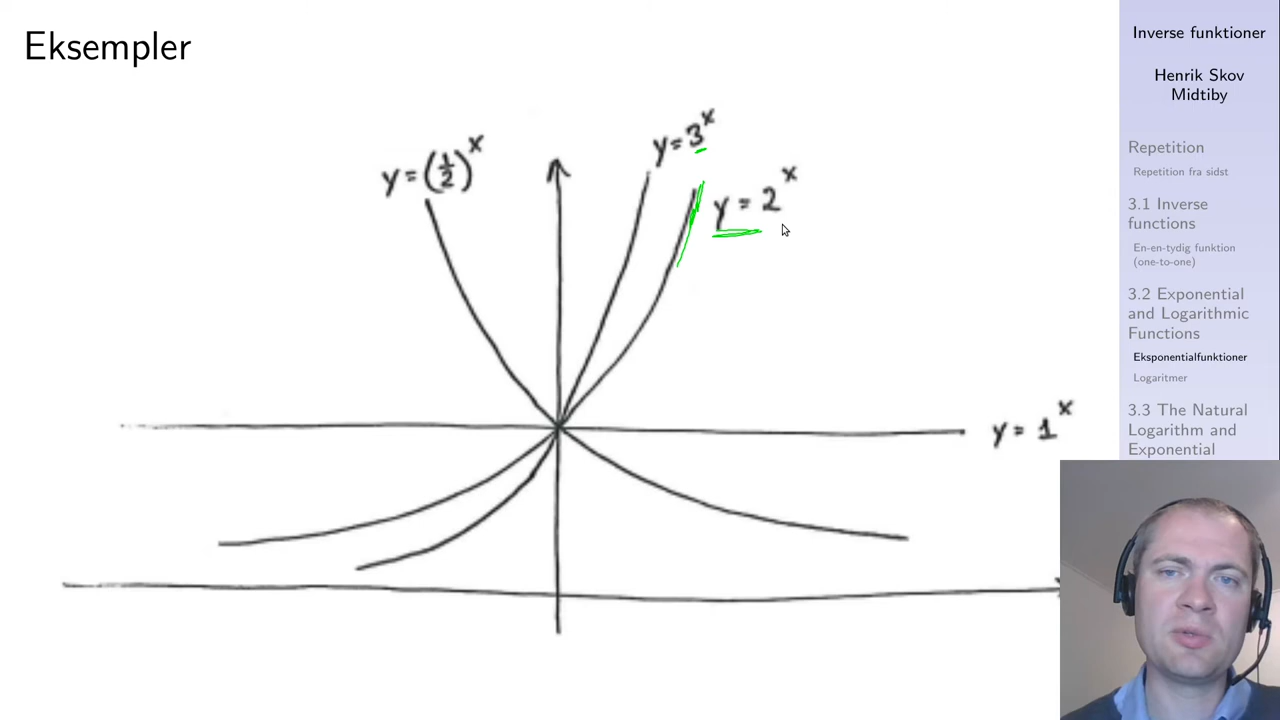 Eksempler
y=(1/2)^x
y=3^x
y = 2^x
y = 1^x
Inverse funktioner
Henrik Skov
Midtiby
Repetition
Repetition fra sidst
3.1 Inverse
functions
En-en-tydig funktion
(one-to-one)
3.2 Exponential
and Logarithmic
Functions
Eksponentialfunktioner
Logaritmer
3.3 The Natural
Logarithm and
Exponential